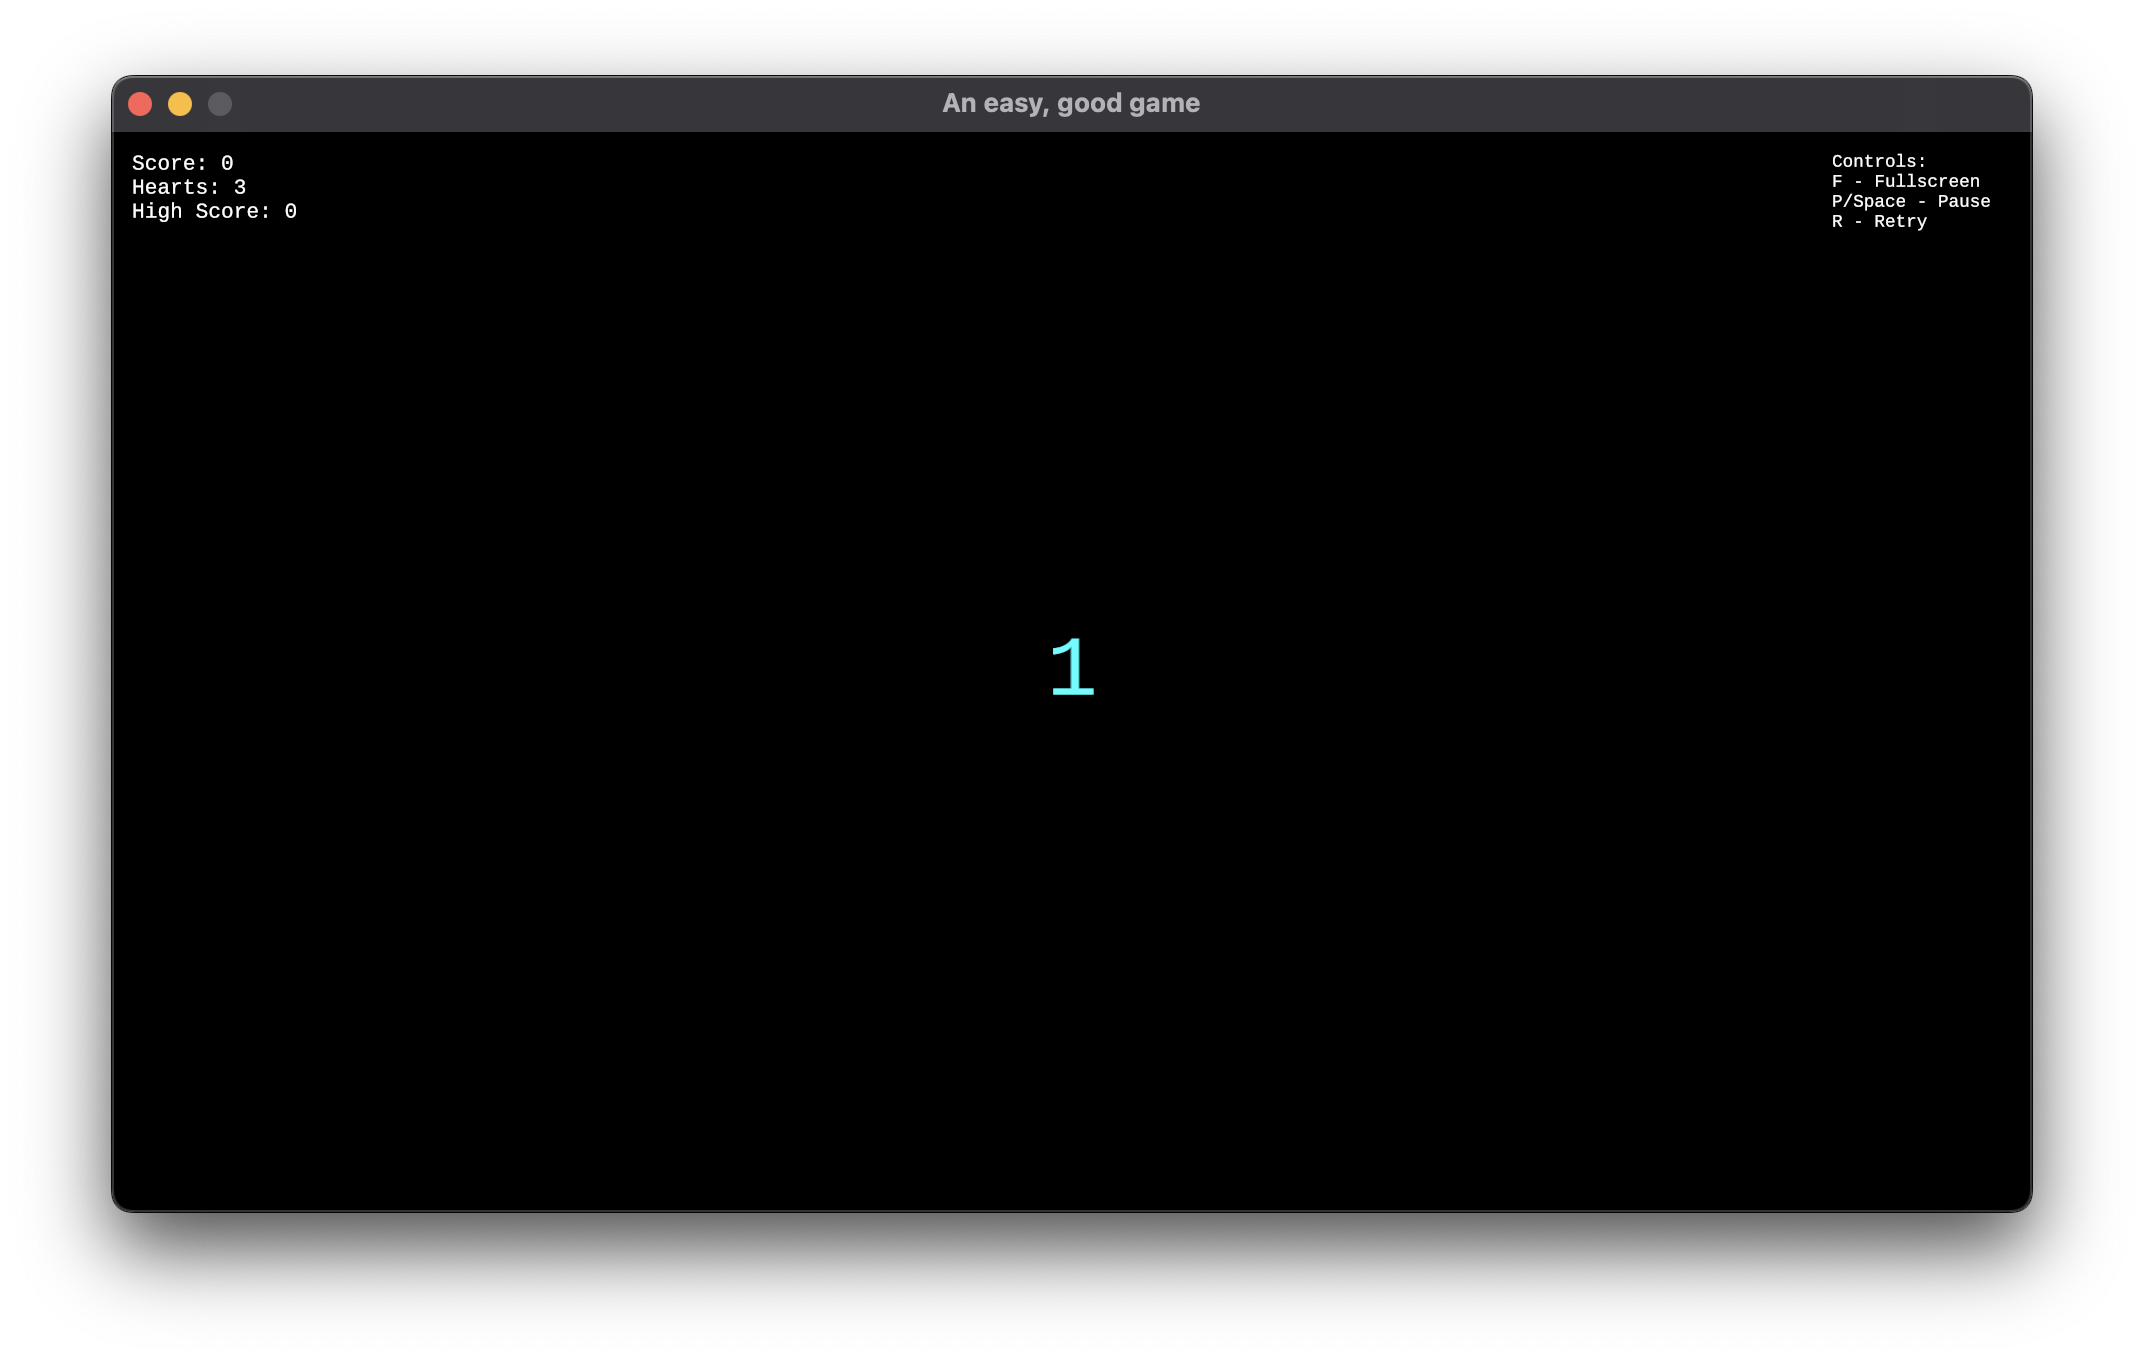 An easy, good game
Score: 0
Hearts: 3
High Score: 0
Controls:
F - Fullscreen
P/Space - Pause
R - Retry
1